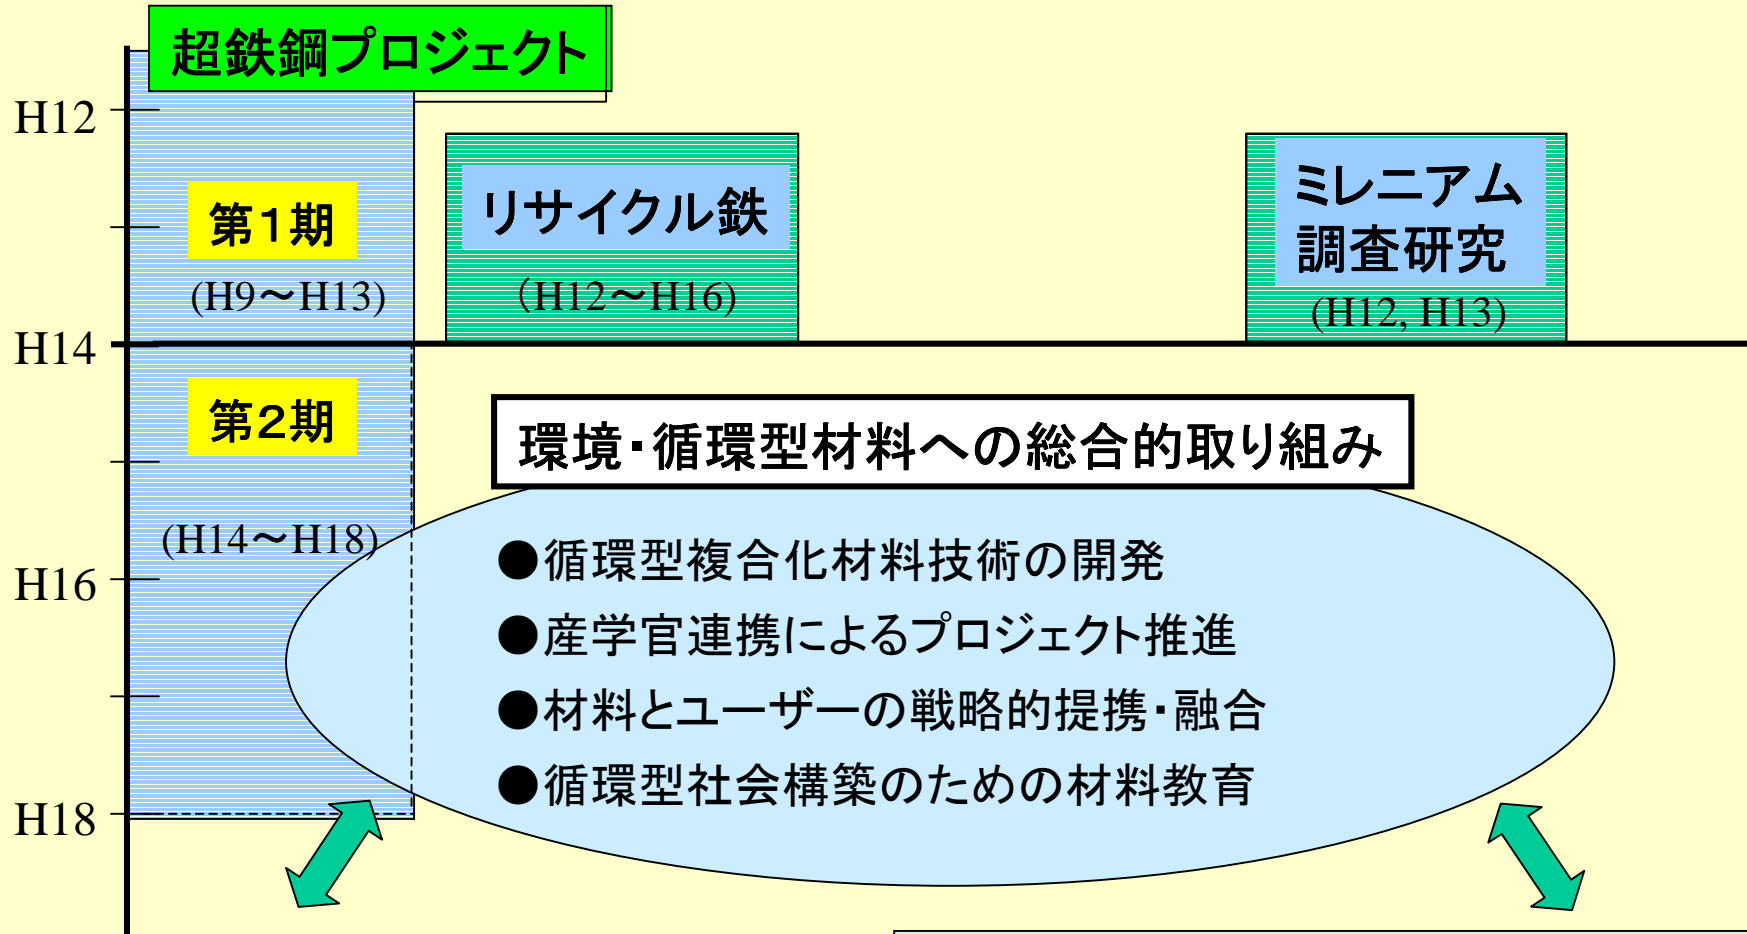 超鉄鋼プロジェクト
H12
第1期
(H9～H13)
リサイクル鉄
(H12～H16)
ミレニアム
調査研究
(H12, H13)
H14
第2期
(H14～H18)
環境・循環型材料への総合的取り組み
●循環型複合化材料技術の開発
●産学官連携によるプロジェクト推進
●材料とユーザーの戦略的提携・融合
●循環型社会構築のための材料教育
H16
H18